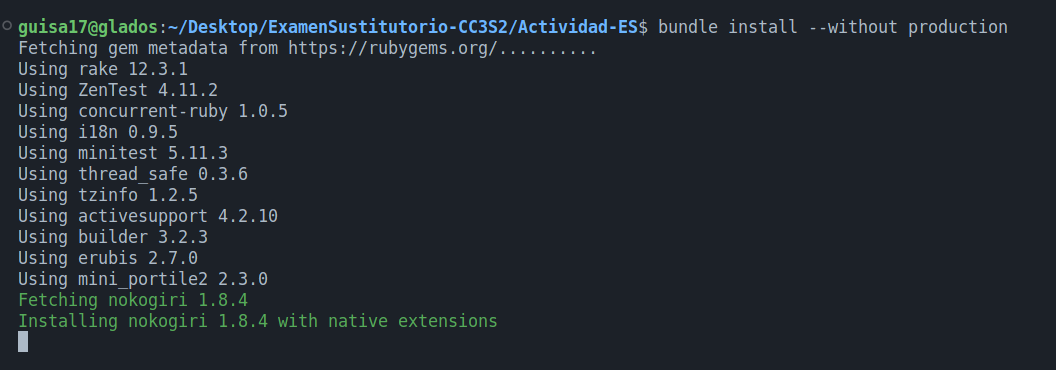 guisa17@glados:~/Desktop/ExamenSustitutorio-CC3S2/Actividad-ES$ bundle install --without production
Fetching gem metadata from https://rubygems.org/..........
Using rake 12.3.1
Using ZenTest 4.11.2
Using concurrent-ruby 1.0.5
Using i18n 0.9.5
Using minitest 5.11.3
Using thread_safe 0.3.6
Using tzinfo 1.2.5
Using activesupport 4.2.10
Using builder 3.2.3
Using erubis 2.7.0
Using mini_portile2 2.3.0
Fetching nokogiri 1.8.4
Installing nokogiri 1.8.4 with native extensions